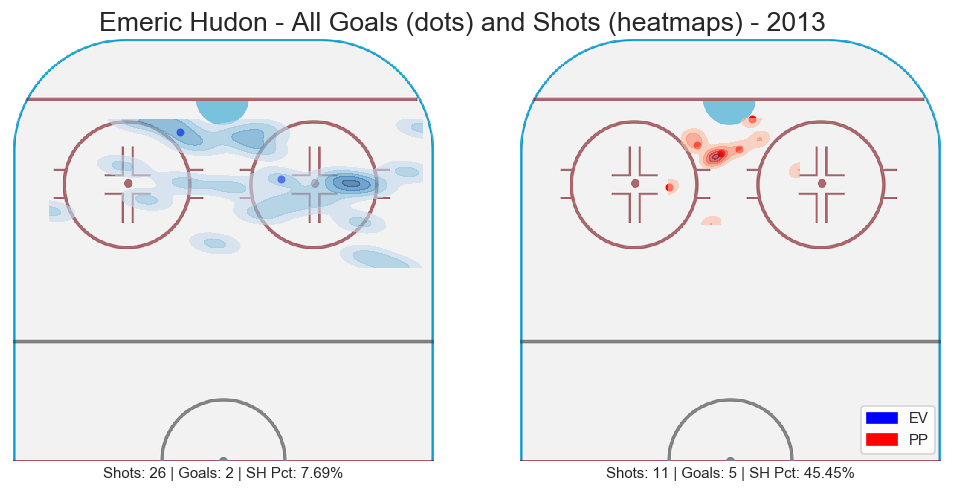 Emeric Hudon - All Goals (dots) and Shots (heatmaps) - 2013
EV
PP
Shots: 26 | Goals: 2 | SH Pct: 7.69%
Shots: 11 | Goals: 5 | SH Pct: 45.45%